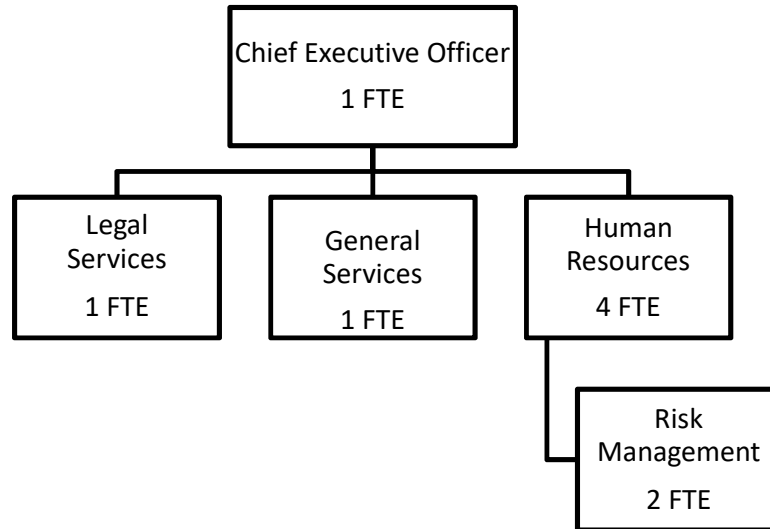 Chief Executive Officer
1 FTE
Legal
Services
1 FTE
General
Services
1 FTE
Human
Resources
4 FTE
Risk
Management
2 FTE